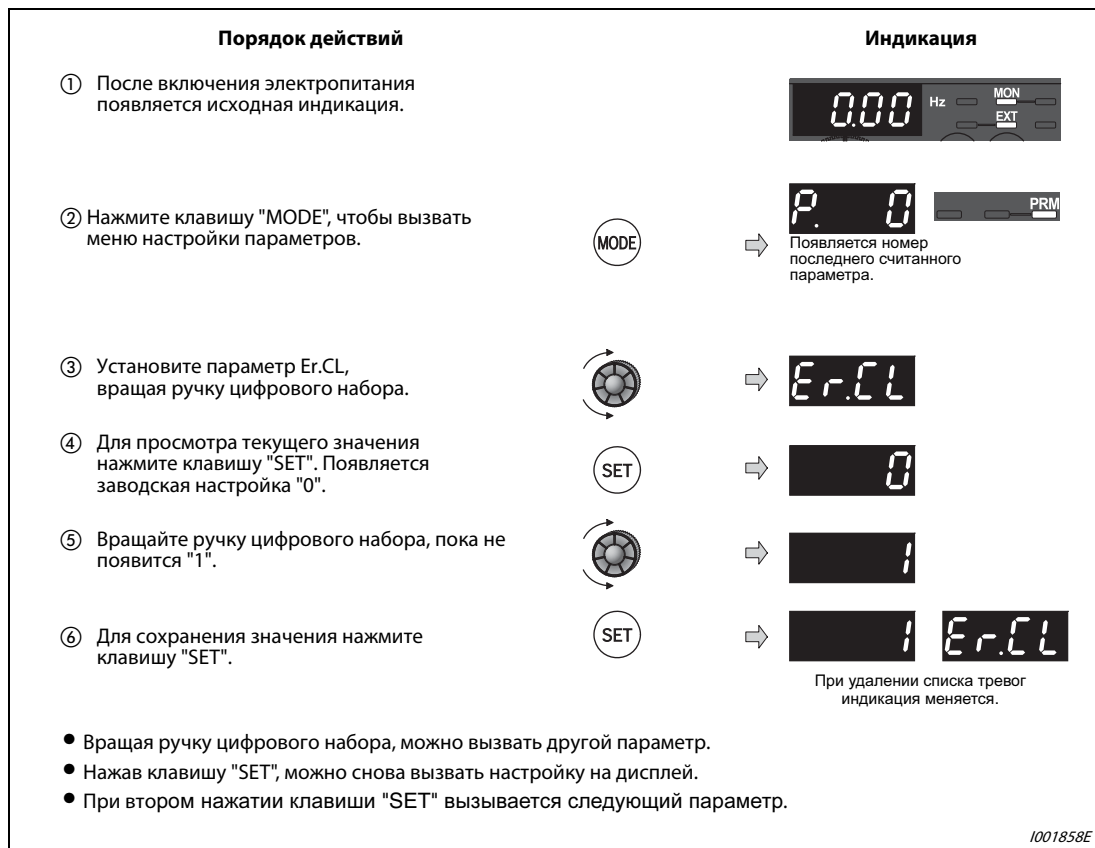 Порядок действий
Индикация
① После включения электропитания
появляется исходная индикация.
0.00 Hz MON
EXT
② Нажмите клавишу "MODE", чтобы вызвать
меню настройки параметров.
MODE
P. 0
PRM
Появляется номер
последнего считанного
параметра.
③ Установите параметр Er.CL,
вращая ручку цифрового набора.
Er.CL
④ Для просмотра текущего значения
нажмите клавишу "SET". Появляется
заводская настройка "0".
SET
0
⑤ Вращайте ручку цифрового набора, пока не
появится "1".
1
⑥ Для сохранения значения нажмите
клавишу "SET".
SET
1 Er.CL
При удалении списка тревог
индикация меняется.
● Вращая ручку цифрового набора, можно вызвать другой параметр.
● Нажав клавишу "SET", можно снова вызвать настройку на дисплей.
● При втором нажатии клавиши "SET" вызывается следующий параметр.
I001858E